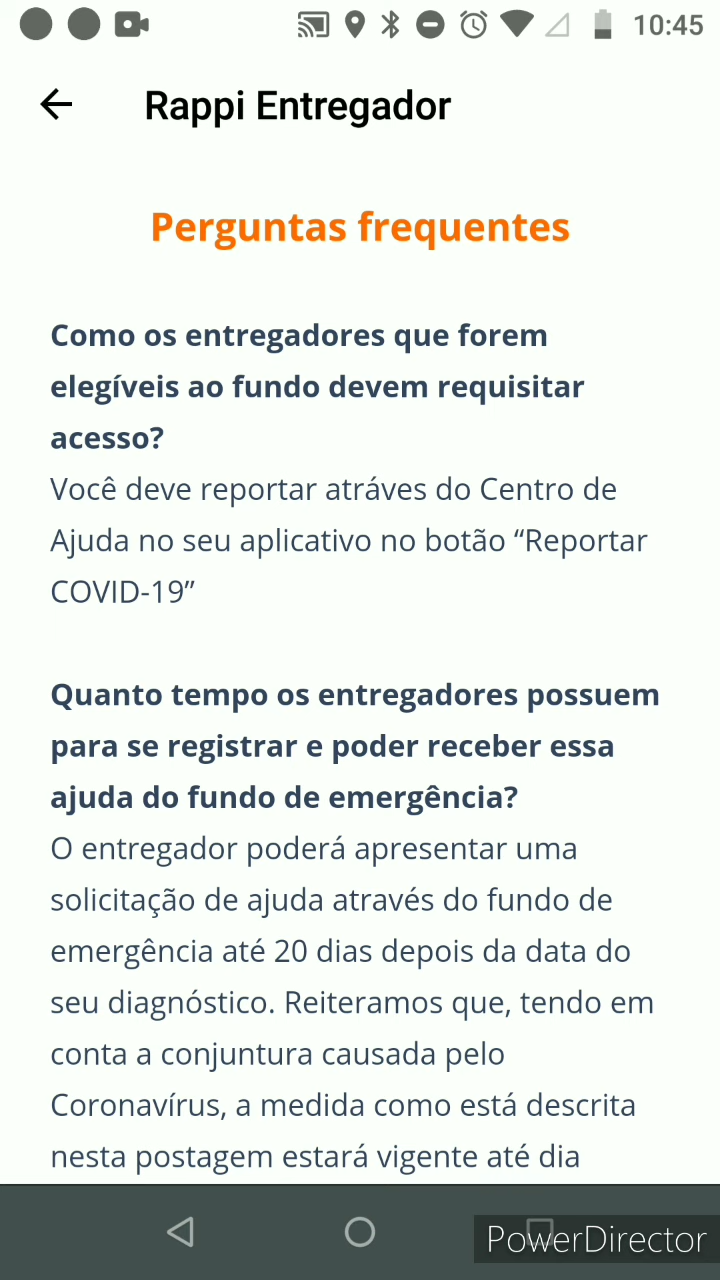 10:45
Rappi Entregador
Perguntas frequentes
Como os entregadores que forem
elegíveis ao fundo devem requisitar
acesso?
Você deve reportar atráves do Centro de
Ajuda no seu aplicativo no botão “Reportar
COVID-19”
Quanto tempo os entregadores possuem
para se registrar e poder receber essa
ajuda do fundo de emergência?
O entregador poderá apresentar uma
solicitação de ajuda através do fundo de
emergência até 20 dias depois da data do
seu diagnóstico. Reiteramos que, tendo em
conta a conjuntura causada pelo
Coronavírus, a medida como está descrita
nesta postagem estará vigente até dia
PowerDirector